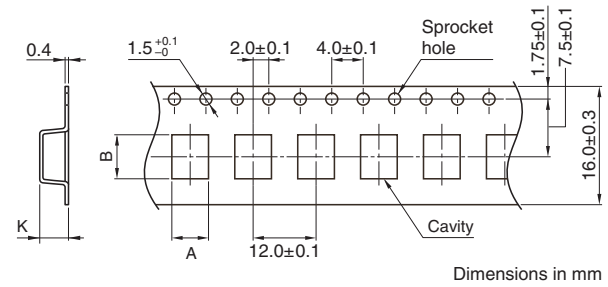 Sprocket
hole
0.4
1.5 +0.1 −0
2.0±0.1
4.0±0.1
1.75±0.1
7.5±0.1
16.0±0.3
B
K
A
12.0±0.1
Cavity
Dimensions in mm